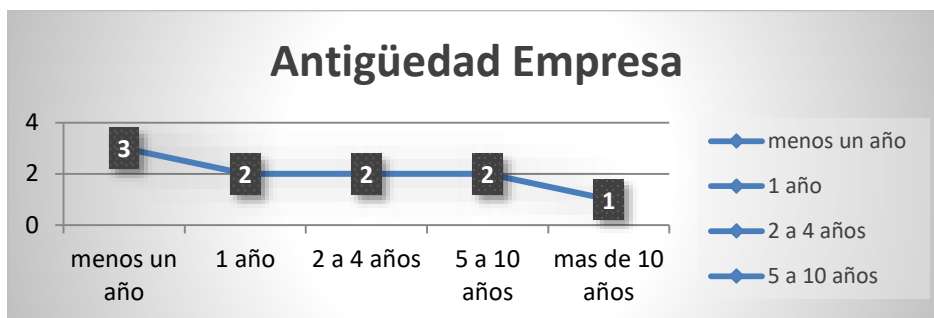 Antigüedad Empresa
4
2
0
3
2
2
2
1
menos un
año
1 año
2 a 4 años
5 a 10
años
mas de 10
años
menos un año
1 año
2 a 4 años
5 a 10 años